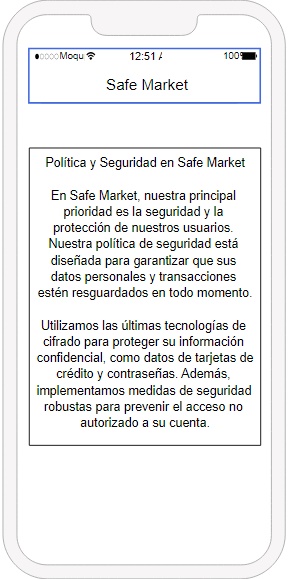 Moqu 12:51 A 100%
Safe Market
Política y Seguridad en Safe Market
En Safe Market, nuestra principal
prioridad es la seguridad y la
protección de nuestros usuarios.
Nuestra política de seguridad está
diseñada para garantizar que sus
datos personales y transacciones
estén resguardados en todo momento.
Utilizamos las últimas tecnologías de
cifrado para proteger su información
confidencial, como datos de tarjetas de
crédito y contraseñas. Además,
implementamos medidas de seguridad
robustas para prevenir el acceso no
autorizado a su cuenta.